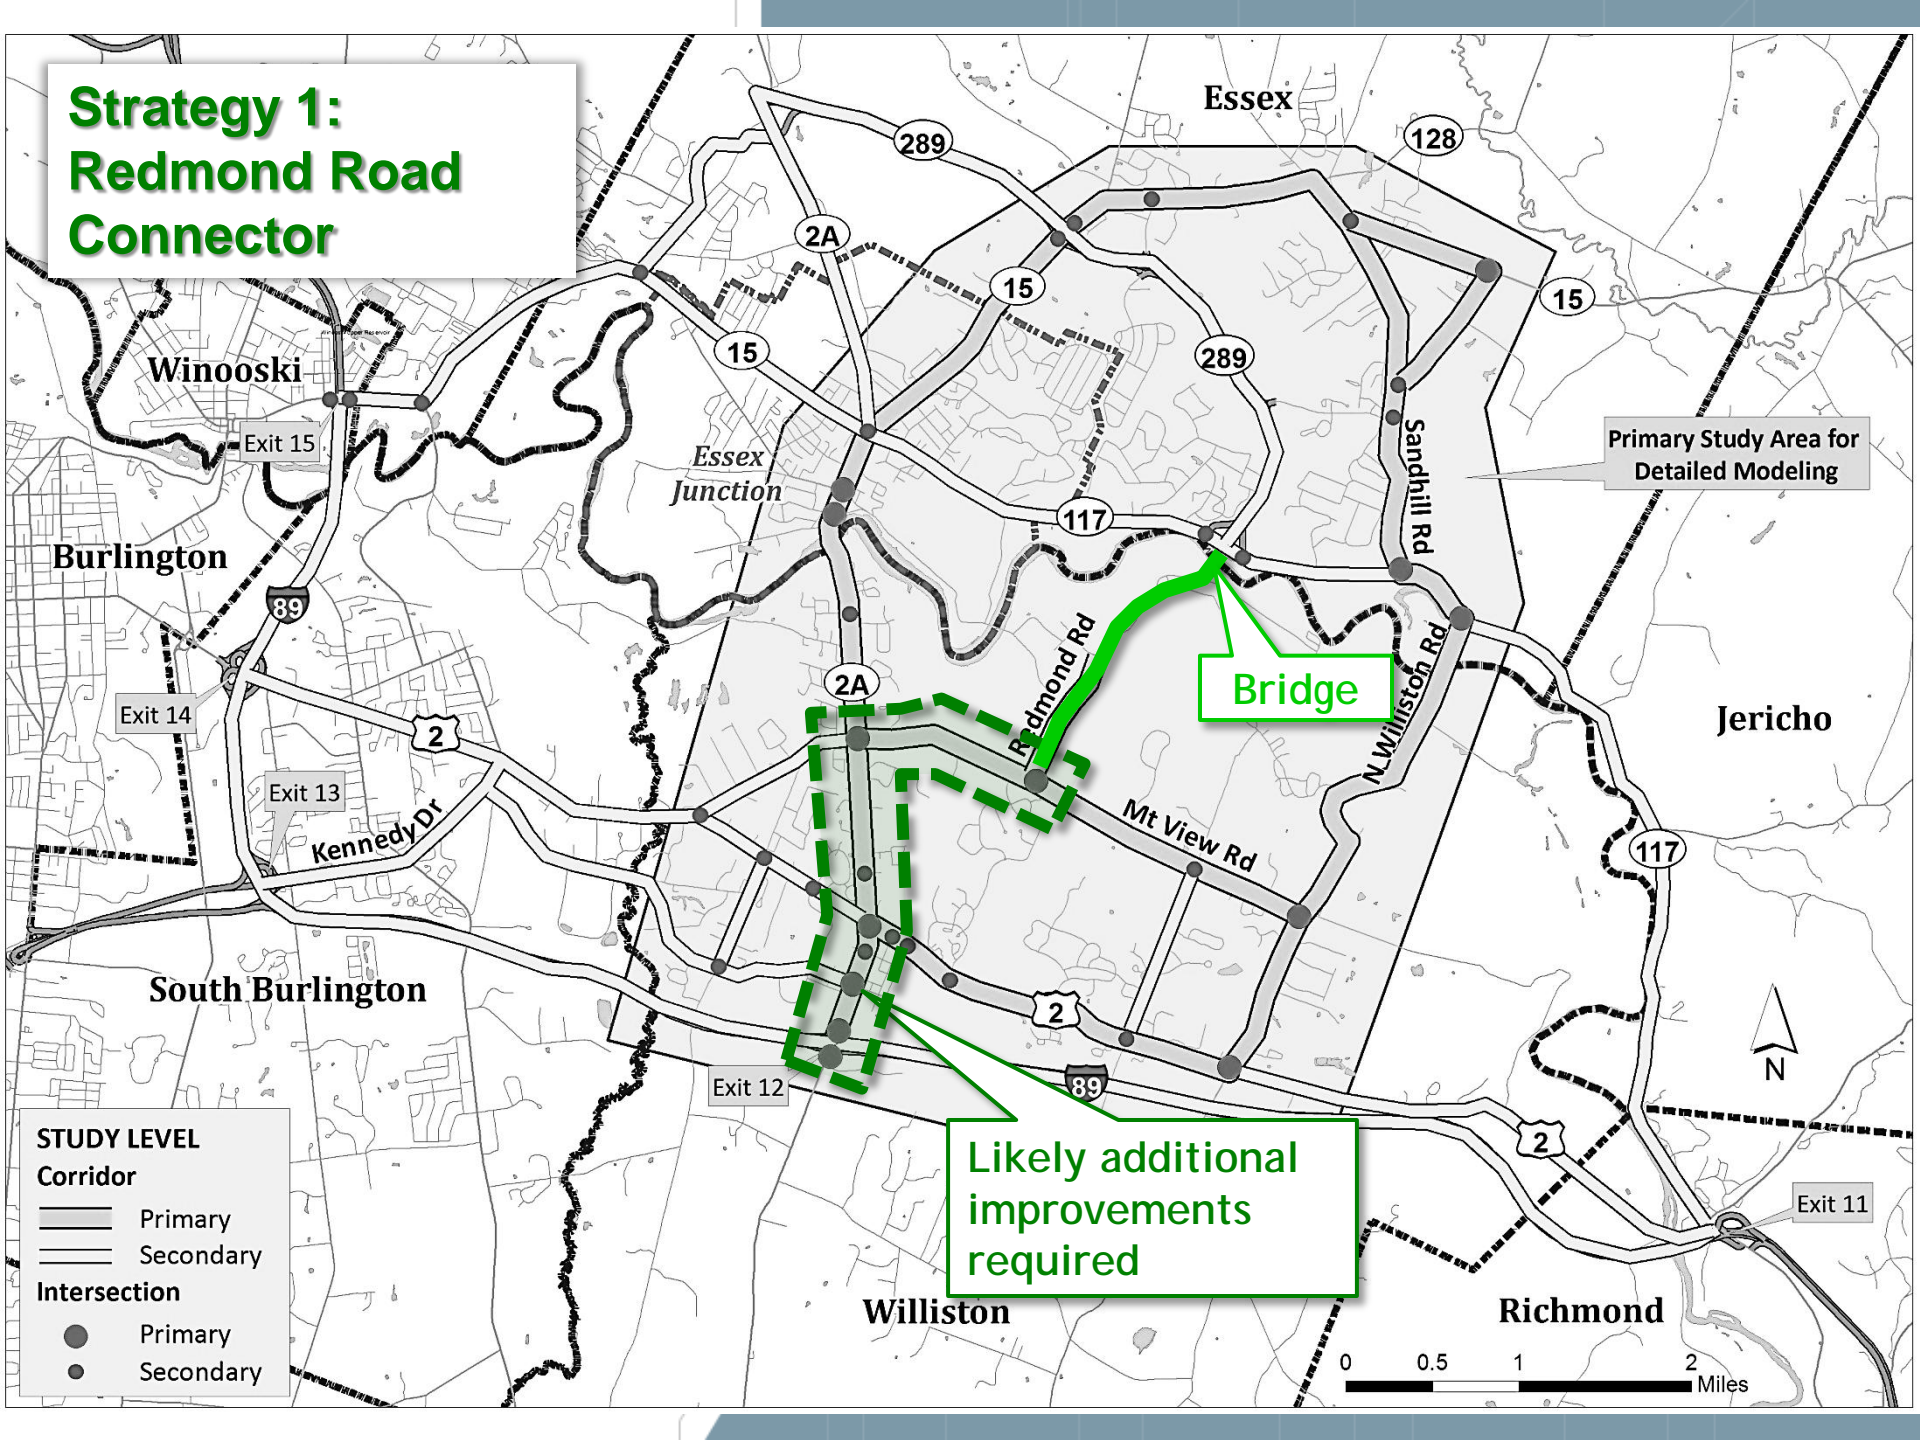 Strategy 1:
Redmond Road
Connector
Essex
128
289
2A
15
15
15
289
Winooski
Exit 15
Essex
Junction
Sandhill Rd
Primary Study Area for
Detailed Modeling
117
Burlington
89
Redmond Rd
N Williston Rd
Bridge
2A
Exit 14
2
Jericho
Exit 13
Kennedy Dr
Mt View Rd
117
South Burlington
2
N
Exit 12
89
STUDY LEVEL
Corridor
Primary
Secondary
Intersection
Primary
Secondary
Likely additional
improvements
required
2
Exit 11
Williston
Richmond
0 0.5 1 2
Miles